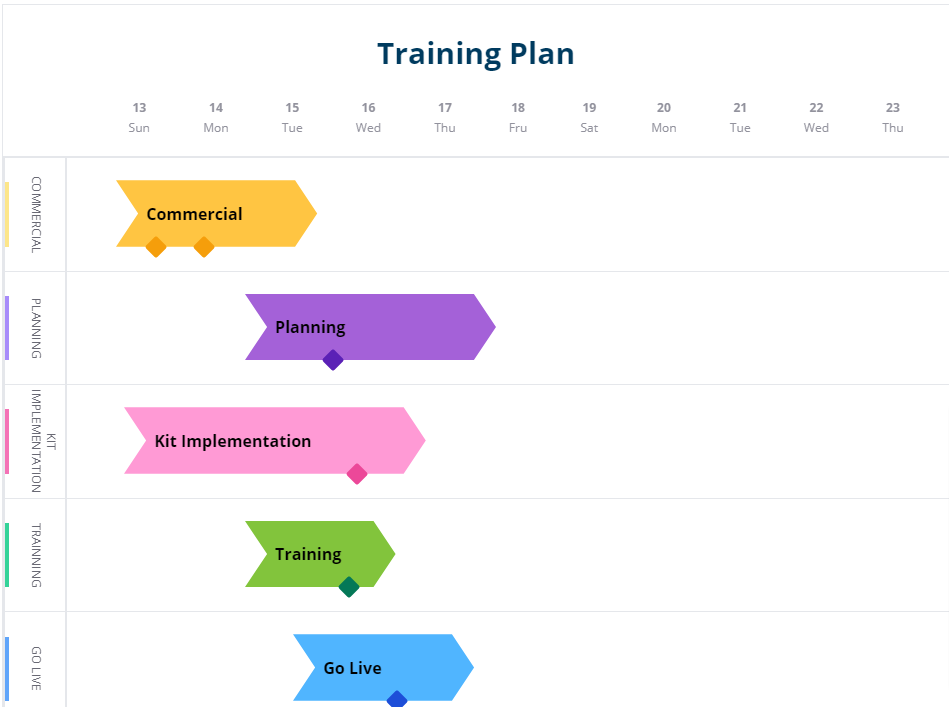 Training Plan
13 14 15 16 17 18 19 20 21 22 23
Sun Mon Tue Wed Thu Fru Sat Mon Tue Wed Thu
COMMERCIAL
Commercial
PLANNING
Planning
KIT
IMPLEMENTATION
Kit Implementation
TRAINNING
Training
GO LIVE
Go Live